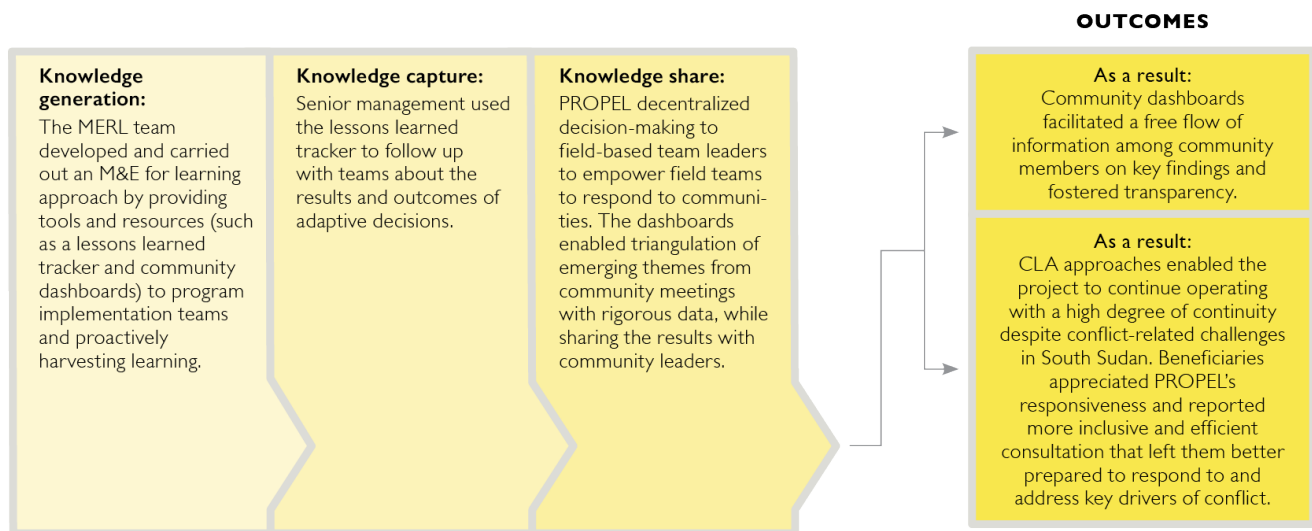 OUTCOMES
Knowledge
generation:
The MERL team
developed and carried
out an M&E for learning
approach by providing
tools and resources (such
as a lessons learned
tracker and community
dashboards) to program
implementation teams
and proactively
harvesting learning.
Knowledge capture:
Senior management used
the lessons learned
tracker to follow up
with teams about the
results and outcomes of
adaptive decisions.
Knowledge share:
PROPEL decentralized
decision-making to
field-based team leaders
to empower field teams
to respond to communi-
ties. The dashboards
enabled triangulation of
emerging themes from
community meetings
with rigorous data, while
sharing the results with
community leaders.
As a result:
Community dashboards
facilitated a free flow of
information among community
members on key findings and
fostered transparency.
As a result:
CLA approaches enabled the
project to continue operating
with a high degree of continuity
despite conflict-related challenges
in South Sudan. Beneficiaries
appreciated PROPEL’s
responsiveness and reported
more inclusive and efficient
consultation that left them better
prepared to respond to and
address key drivers of conflict.